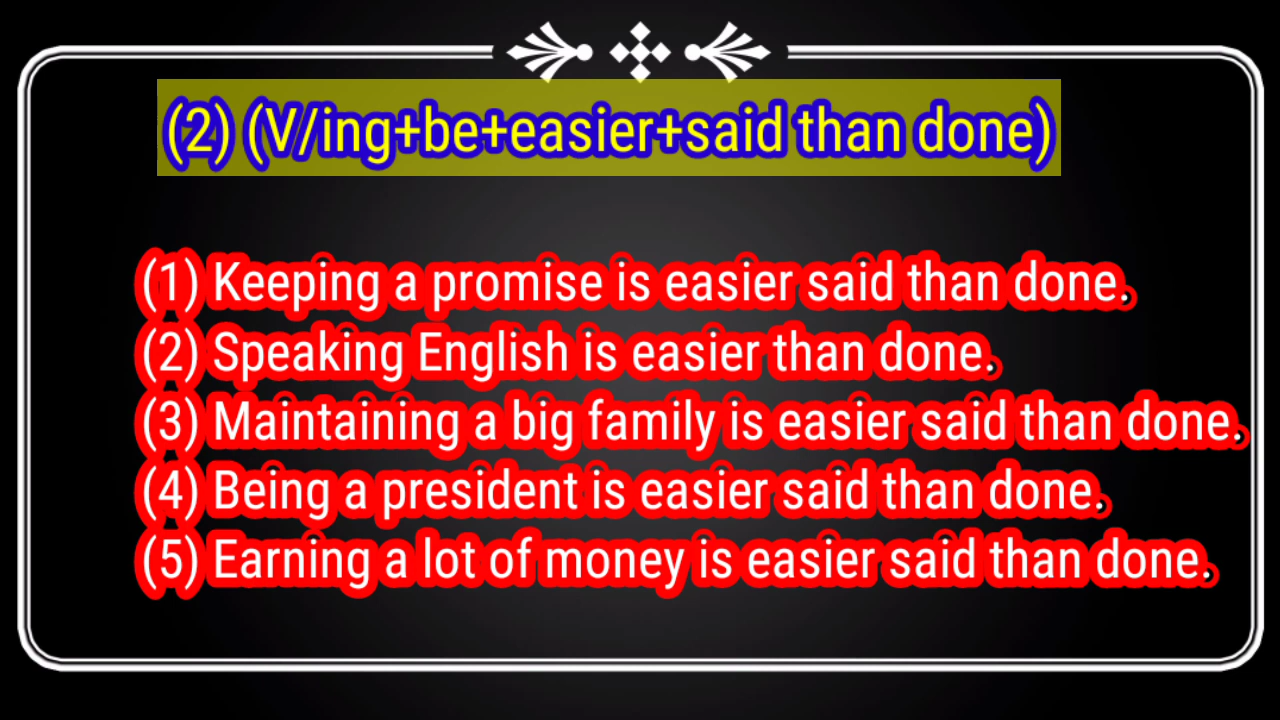 (2) (V/ing+be+easier+said than done)
(1) Keeping a promise is easier said than done.
(2) Speaking English is easier than done.
(3) Maintaining a big family is easier said than done.
(4) Being a president is easier said than done.
(5) Earning a lot of money is easier said than done.